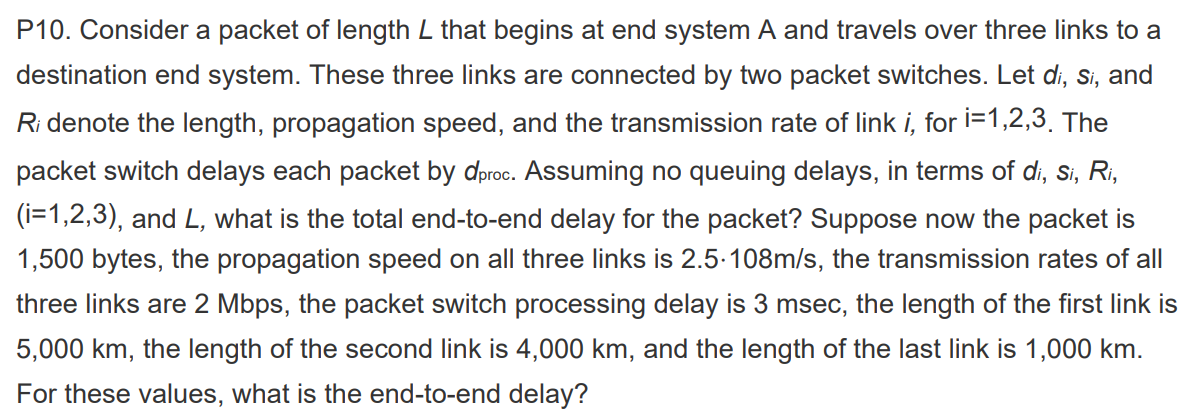 P10. Consider a packet of length L that begins at end system A and travels over three links to a
destination end system. These three links are connected by two packet switches. Let di, si, and
Ri denote the length, propagation speed, and the transmission rate of link i, for i=1,2,3. The
packet switch delays each packet by dproc. Assuming no queuing delays, in terms of di, si, Ri,
(i=1,2,3), and L, what is the total end-to-end delay for the packet? Suppose now the packet is
1,500 bytes, the propagation speed on all three links is 2.5⋅108m/s, the transmission rates of all
three links are 2 Mbps, the packet switch processing delay is 3 msec, the length of the first link is
5,000 km, the length of the second link is 4,000 km, and the length of the last link is 1,000 km.
For these values, what is the end-to-end delay?